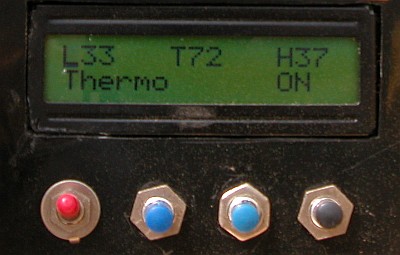 L33 T72 H37
Thermo ON